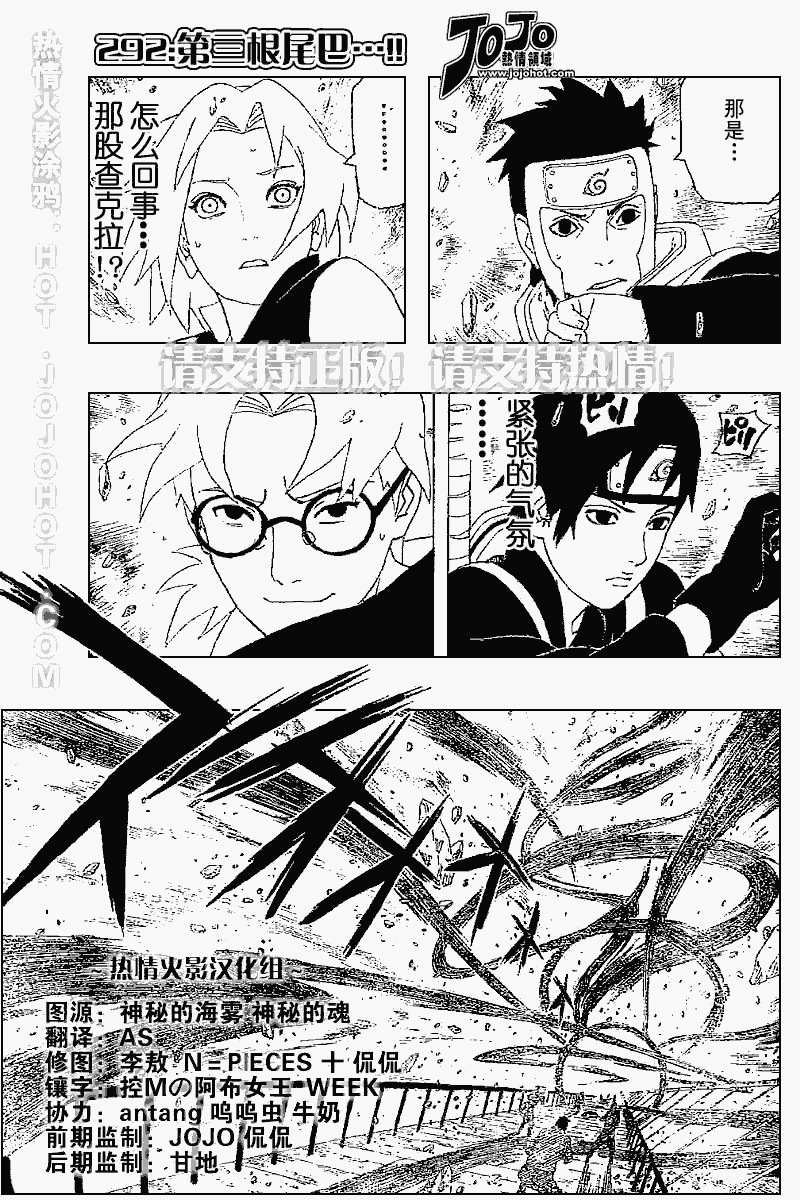 292:第三根尾巴…!!
JOJO
熱情領域
www.jojohot.com
热情火影涂鸦：HOT .JOJOHOT .COM
那是…
………
怎么回事…
那股查克拉!?
请支持正版! 请支持热情!
ピリ
ピリ
紧张的气氛
……
~热情火影汉化组~
图源：神秘的海雾 神秘的魂
翻译：AS
修图：李敖 N=PIECES 十 侃侃
镶字：控Mの阿布女王 WEEK
协力：antang 呜呜虫 牛奶
前期监制：JOJO 侃侃
后期监制：甘地